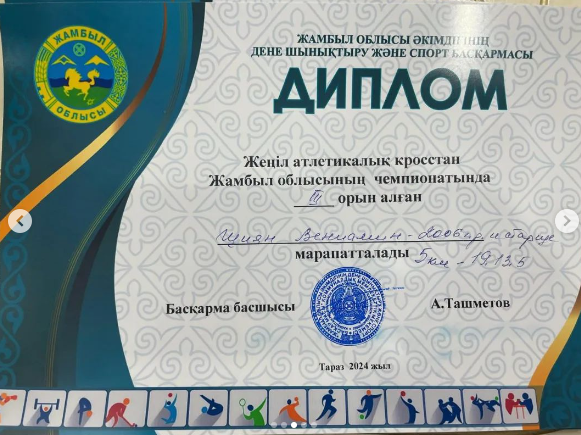 ЖАМБЫЛ
ОБЛЫСЫ
ЖАМБЫЛ ОБЛЫСЫ ӘКІМДІГІНІҢ
ДЕНЕ ШЫНЫҚТЫРУ ЖӘНЕ СПОРТ БАСҚАРМАСЫ
ДИПЛОМ
Жеңіл атлетикалық кросстан
Жамбыл облысының чемпионатында
III орын алған
Вениамин - 2006г.р и старше
марапатталады 5км - 19.13.5
Басқарма басшысы А.Ташметов
Тараз 2024 жыл